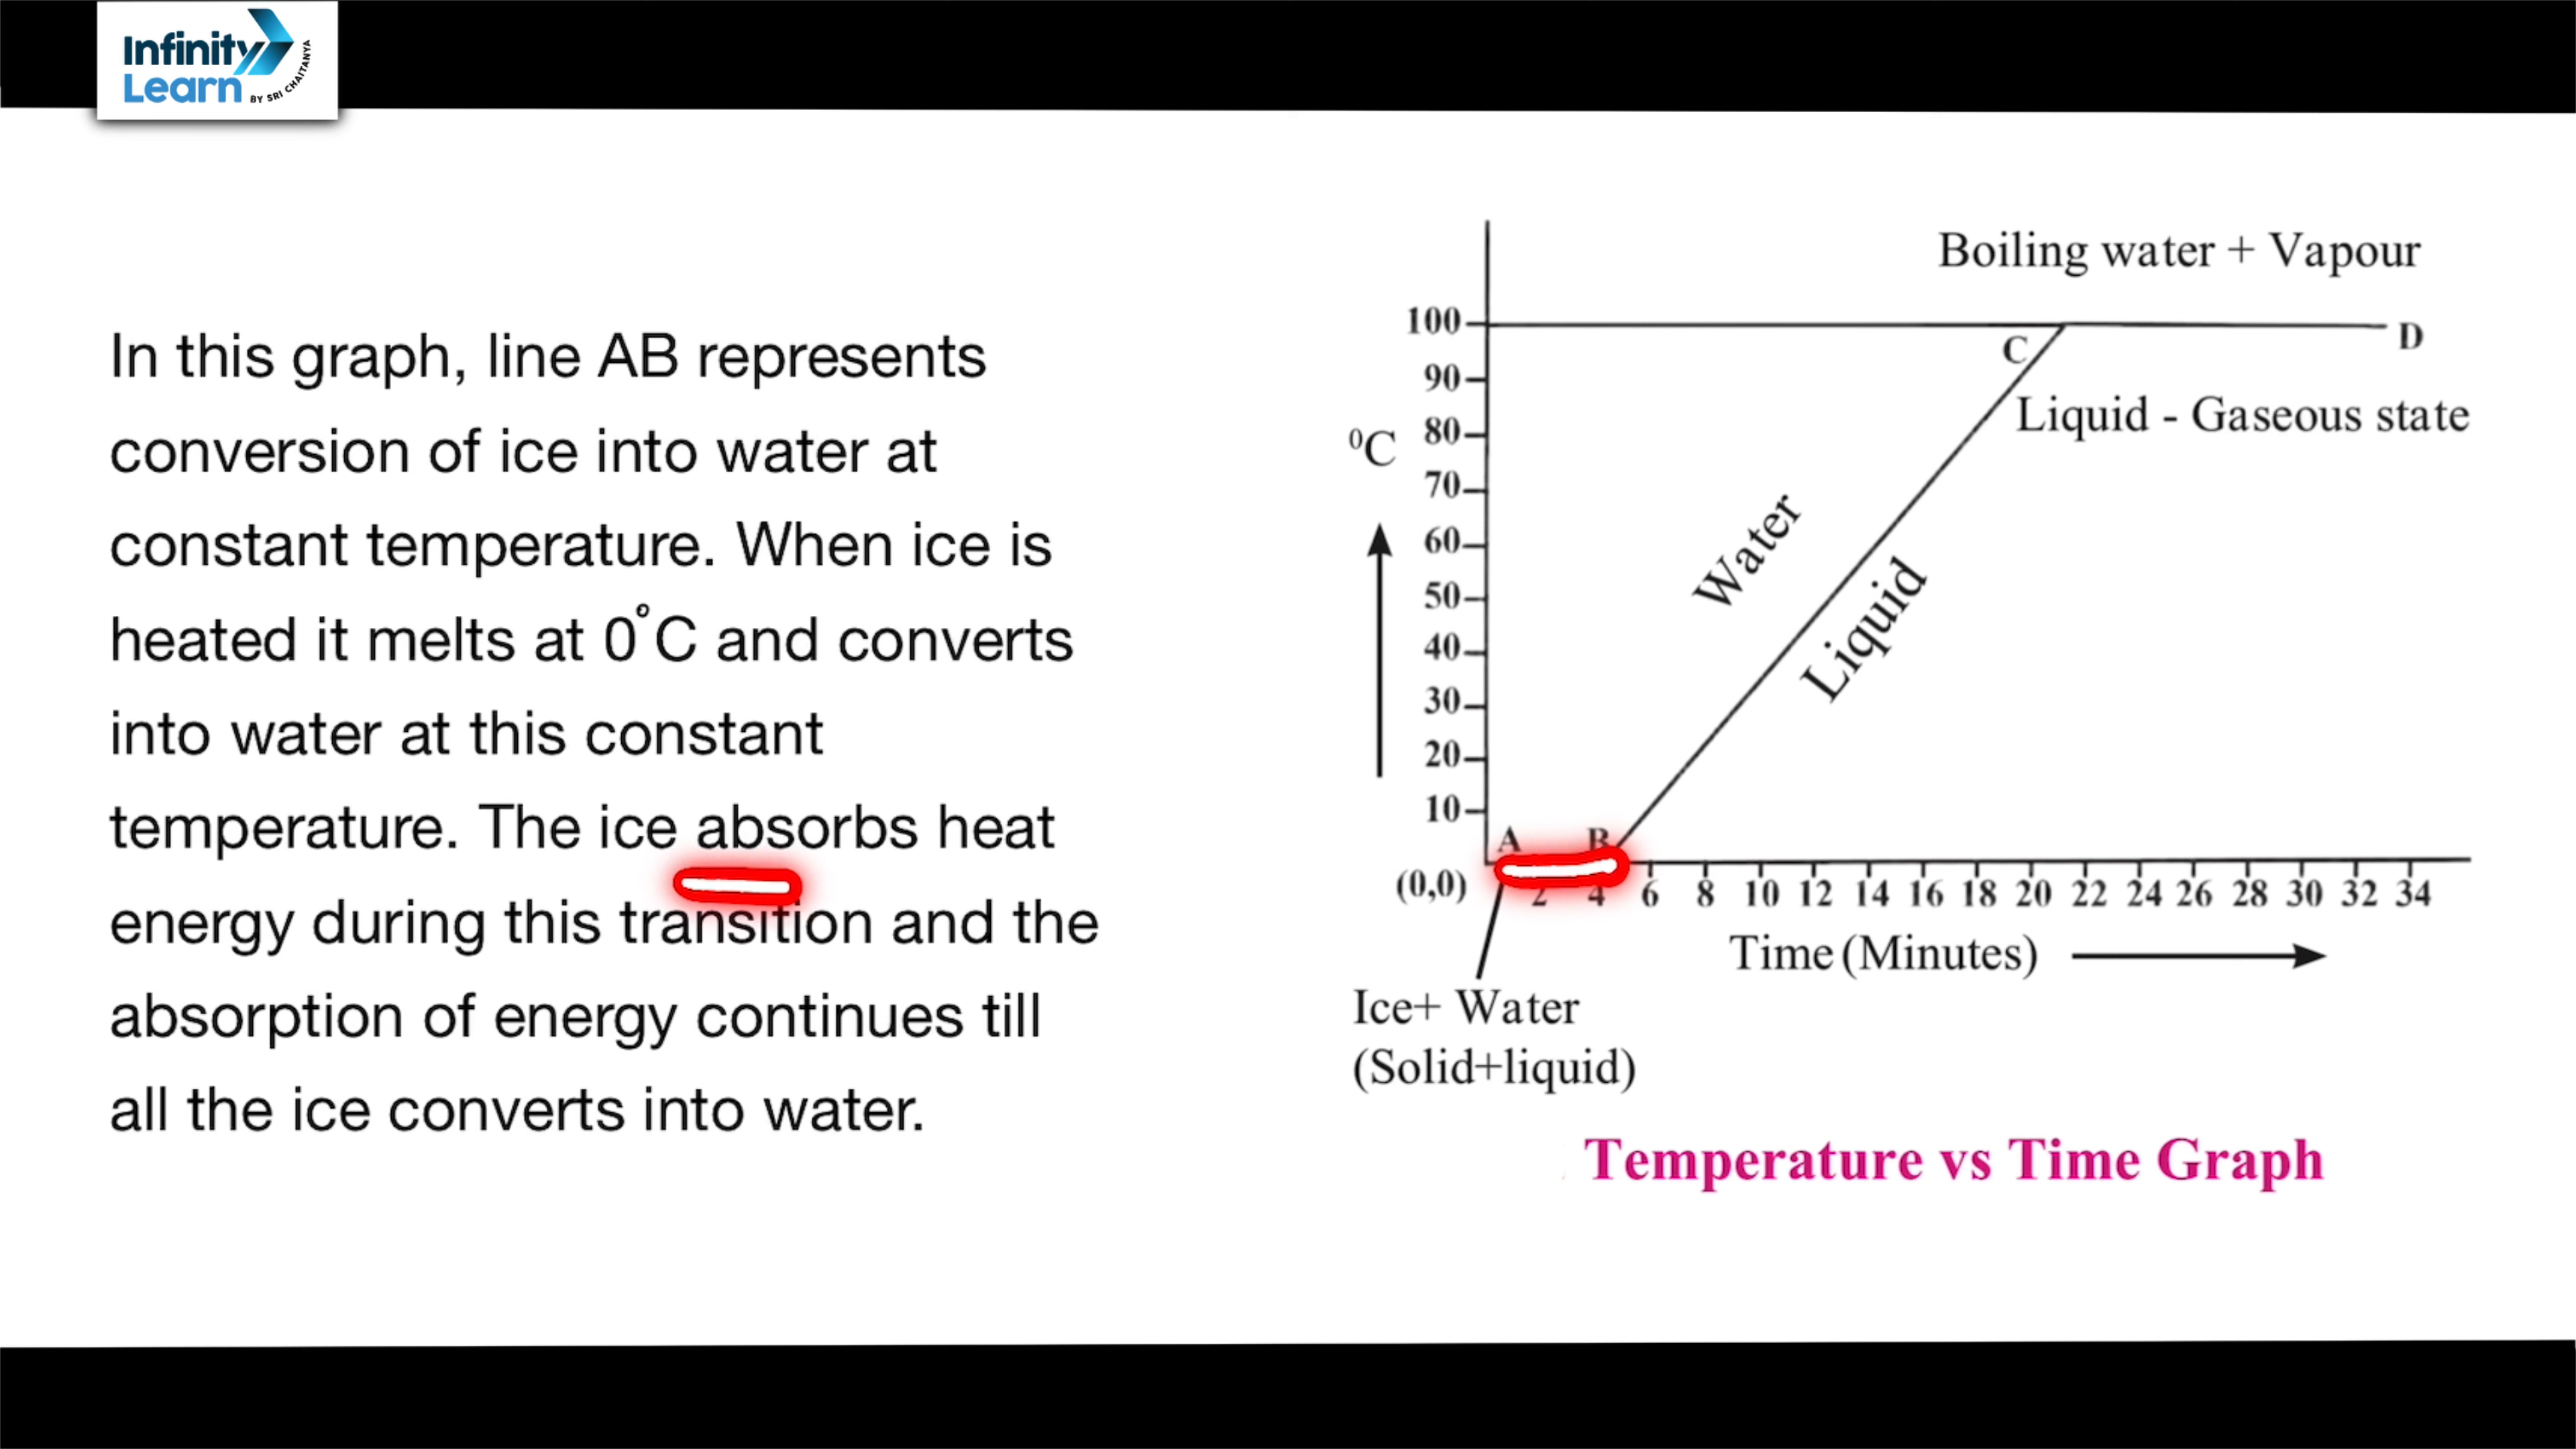 Infinity
Learn
BY SRI CHAITANYA
In this graph, line AB represents
conversion of ice into water at
constant temperature. When ice is
heated it melts at 0°C and converts
into water at this constant
temperature. The ice absorbs heat
energy during this transition and the
absorption of energy continues till
all the ice converts into water.
Boiling water + Vapour
100
C
D
90
Liquid - Gaseous state
⁰C
80
70
Water
60
50
Liquid
40
30
20
10
A
B
(0,0)
2 4 6 8 10 12 14 16 18 20 22 24 26 28 30 32 34
Time (Minutes)
Ice+ Water
(Solid+liquid)
Temperature vs Time Graph